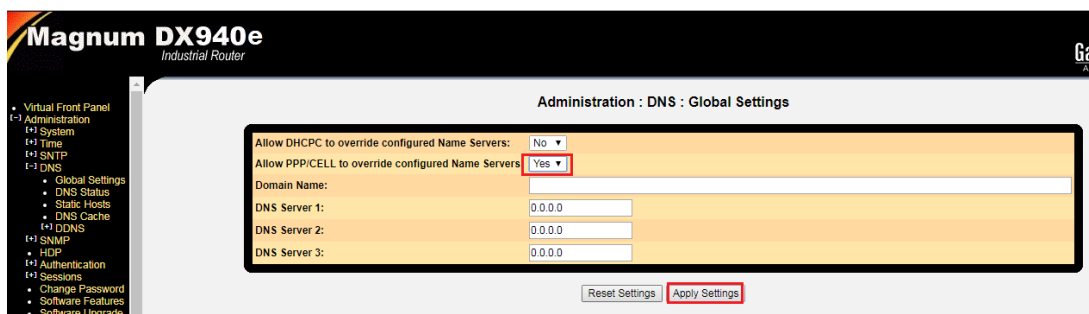 Magnum DX940e
Industrial Router
Administration : DNS : Global Settings
Virtual Front Panel
[-] Administration
[+] System
[+] Time
[+] SNTP
[-] DNS
Global Settings
DNS Status
Static Hosts
DNS Cache
[+] DDNS
[+] SNMP
HDP
[+] Authentication
[+] Sessions
Change Password
Software Features
Software Upgrade
Allow DHCPC to override configured Name Servers: No
Allow PPP/CELL to override configured Name Servers Yes
Domain Name:
DNS Server 1: 0.0.0.0
DNS Server 2: 0.0.0.0
DNS Server 3: 0.0.0.0
Reset Settings Apply Settings